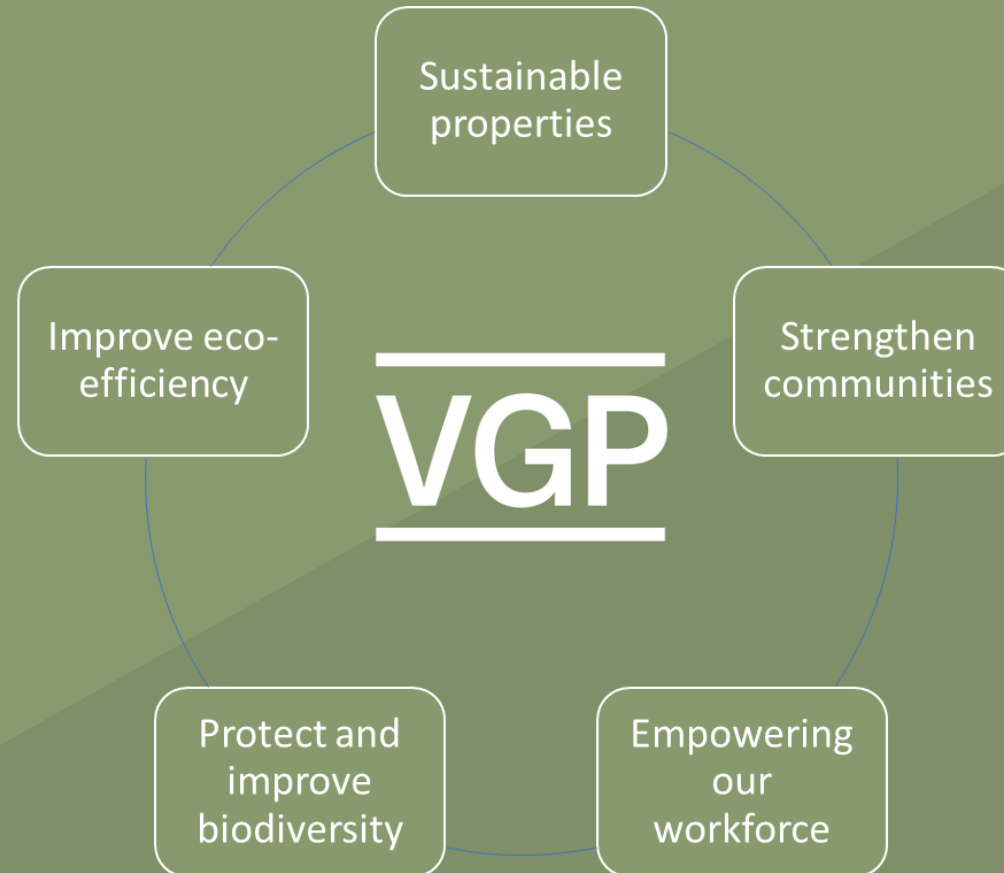 Sustainable
properties
Improve eco-
efficiency
Strengthen
communities
VGP
Protect and
improve
biodiversity
Empowering
our
workforce